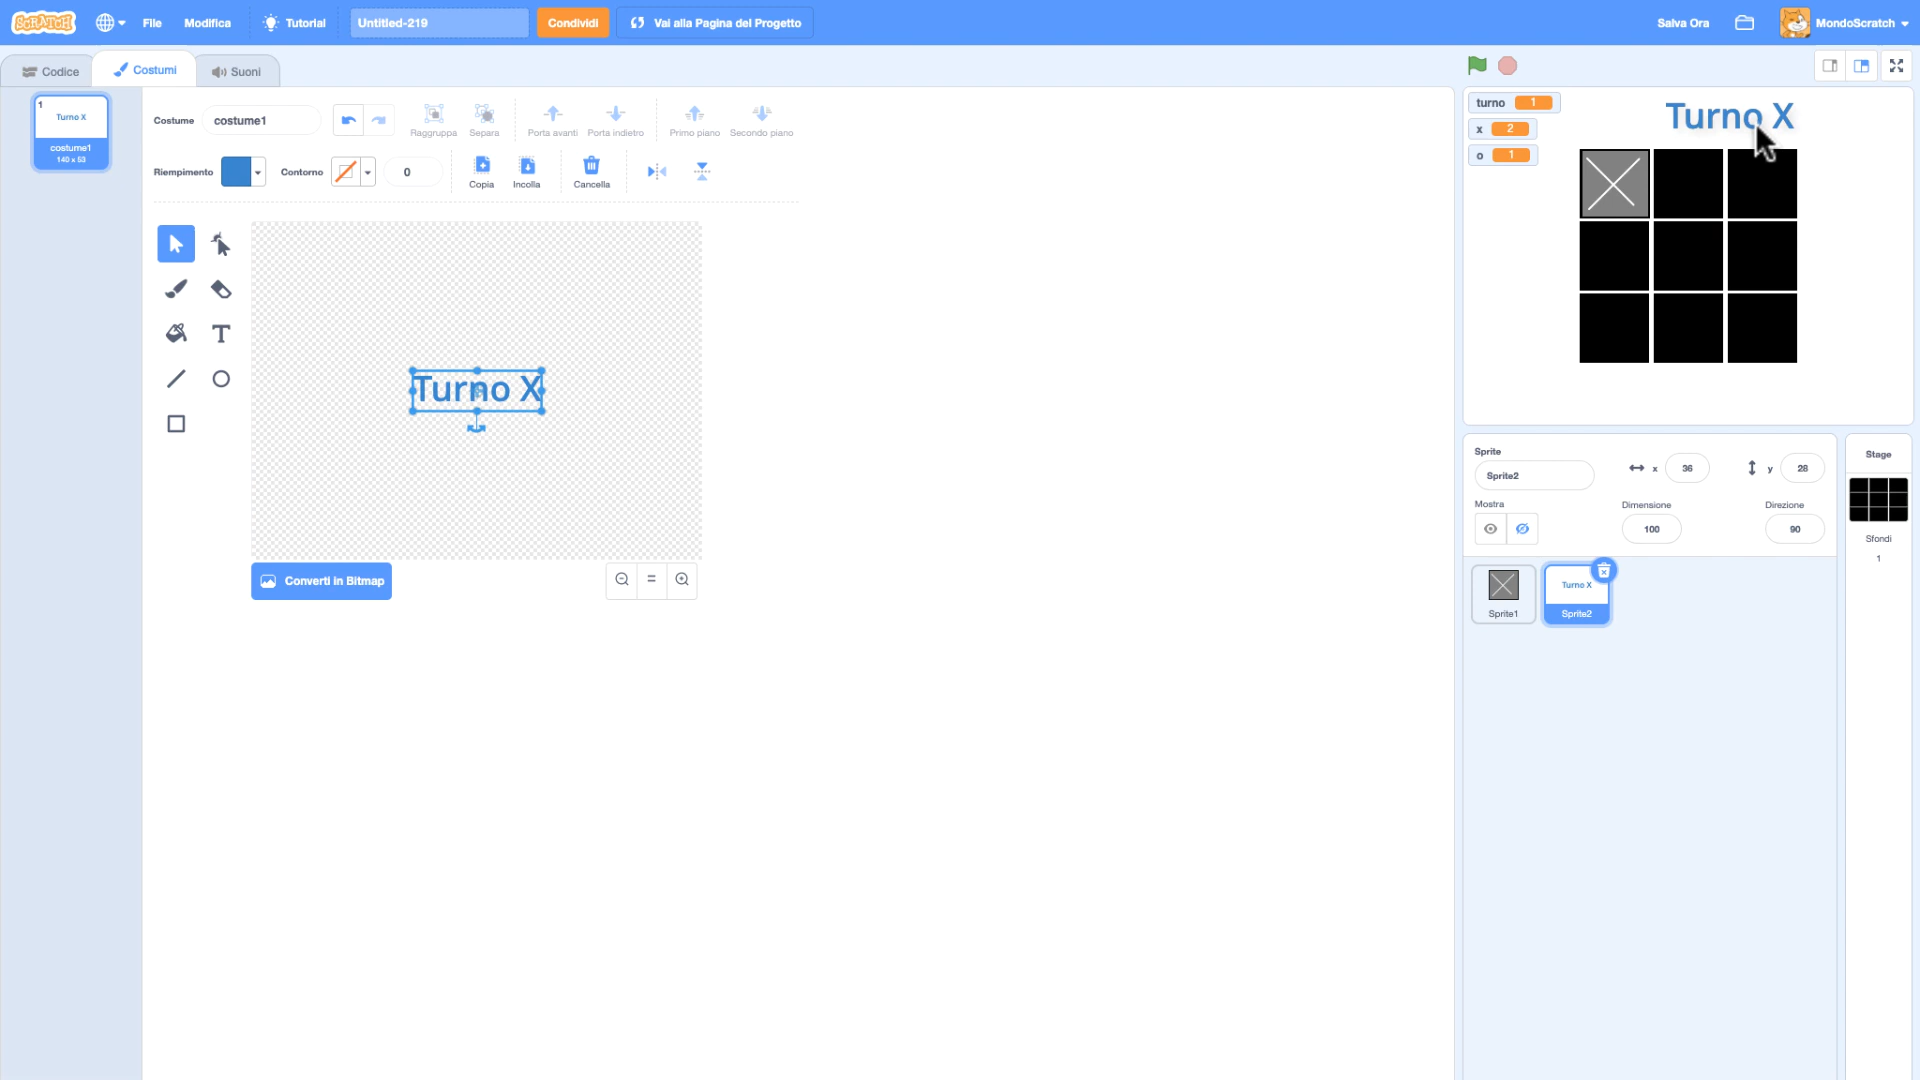 SCRATCH File Modifica Tutorial Untitled-219 Condividi Vai alla Pagina del Progetto Salva Ora MondoScratch
Codice Costumi Suoni
1
Turno X
costume1
140 x 53
Costume costume1 Raggruppa Separa Porta avanti Porta indietro Primo piano Secondo piano
Riempimento Contorno 0 Copia Incolla Cancella
Turno X
Converti in Bitmap
turno 1
x 2
o 1
Turno X
Sprite
Sprite2 x 36 y 28
Mostra Dimensione Direzione
100 90
Sprite1
Turno X
Sprite2
Stage
Sfondi
1